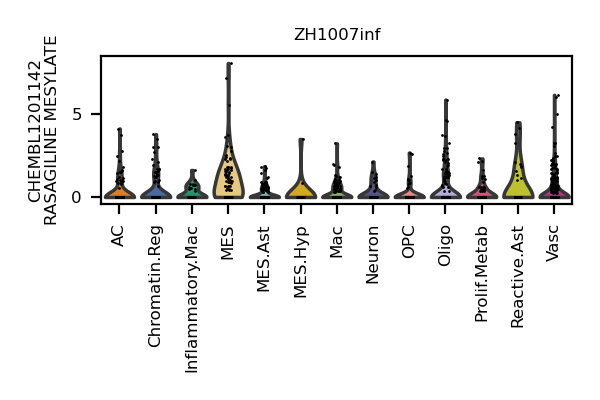 ZH1007inf
CHEMBL1201142
RASAGILINE MESYLATE
5
0
AC
Chromatin.Reg
Inflammatory.Mac
MES
MES.Ast
MES.Hyp
Mac
Neuron
OPC
Oligo
Prolif.Metab
Reactive.Ast
Vasc